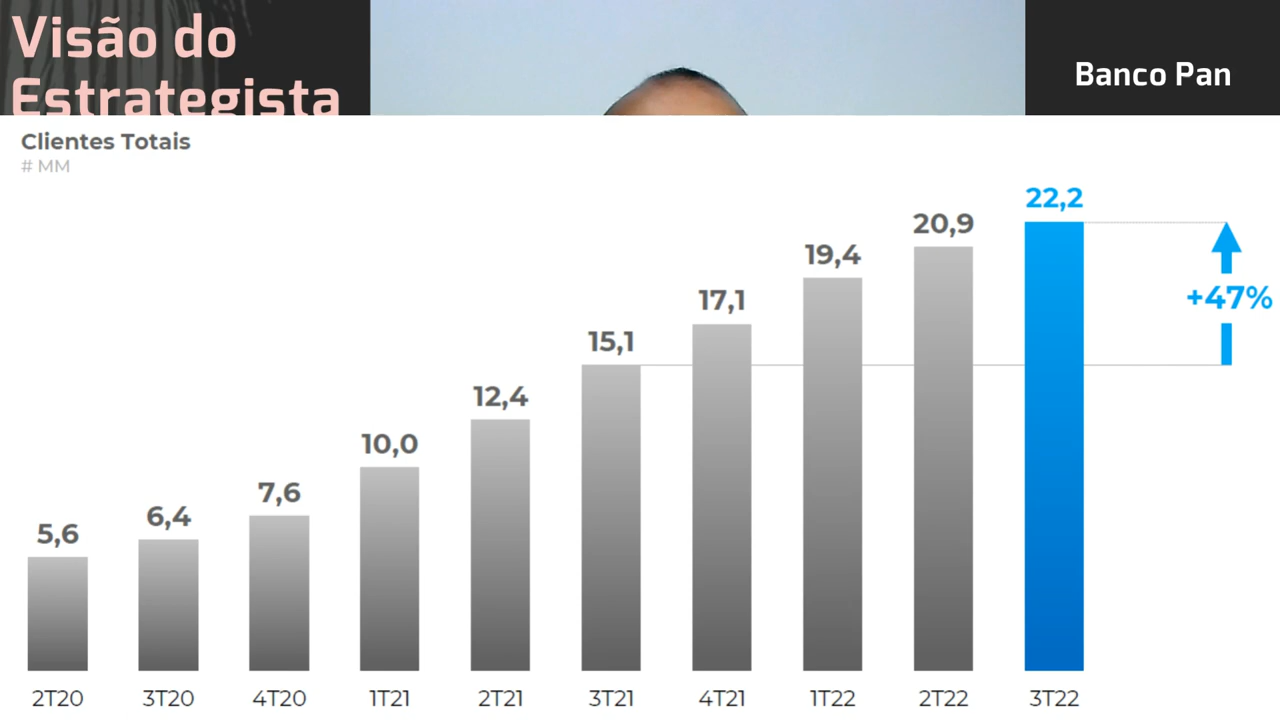 Visão do
Estrategista
Banco Pan
Clientes Totais
# MM
5,6
6,4
7,6
10,0
12,4
15,1
17,1
19,4
20,9
22,2
+47%
2T20
3T20
4T20
1T21
2T21
3T21
4T21
1T22
2T22
3T22